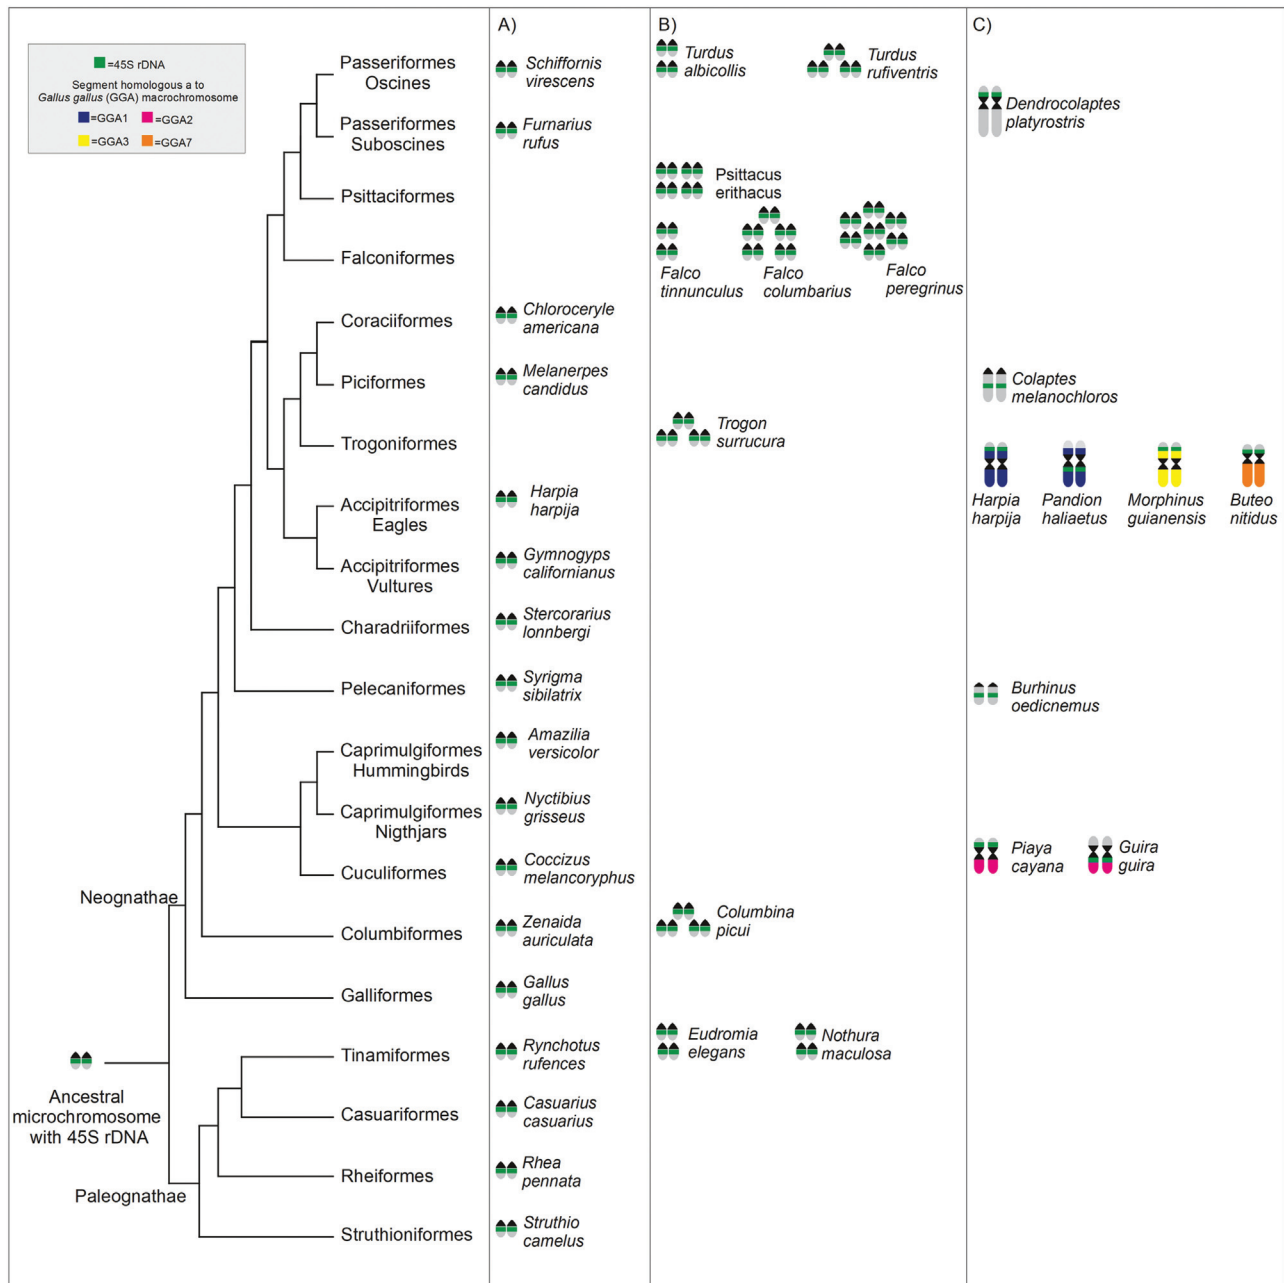 =45S rDNA
Segment homologous a to
Gallus gallus (GGA) macrochromosome
=GGA1 =GGA2
=GGA3 =GGA7
Passeriformes
Oscines
Passeriformes
Suboscines
Psittaciformes
Falconiformes
Coraciiformes
Piciformes
Trogoniformes
Accipitriformes
Eagles
Accipitriformes
Vultures
Charadriiformes
Pelecaniformes
Caprimulgiformes
Hummingbirds
Caprimulgiformes
Nigthjars
Cuculiformes
Columbiformes
Galliformes
Tinamiformes
Casuariformes
Rheiformes
Struthioniformes
Neognathae
Paleognathae
Ancestral
microchromosome
with 45S rDNA
A)
Schiffornis
virescens
Furnarius
rufus
Chloroceryle
americana
Melanerpes
candidus
Harpia
harpija
Gymnogyps
californianus
Stercorarius
lonnbergi
Syrigma
sibilatrix
Amazilia
versicolor
Nyctibius
grisseus
Coccizus
melancoryphus
Zenaida
auriculata
Gallus
gallus
Rynchotus
rufences
Casuarius
casuarius
Rhea
pennata
Struthio
camelus
B)
Turdus
albicollis
Turdus
rufiventris
Psittacus
erithacus
Falco
tinnunculus
Falco
columbarius
Falco
peregrinus
Trogon
surrucura
Columbina
picui
Eudromia
elegans
Nothura
maculosa
C)
Dendrocolaptes
platyrostris
Colaptes
melanochloros
Harpia
harpija
Pandion
haliaetus
Morphinus
guianensis
Buteo
nitidus
Burhinus
oedicnemus
Piaya
cayana
Guira
guira